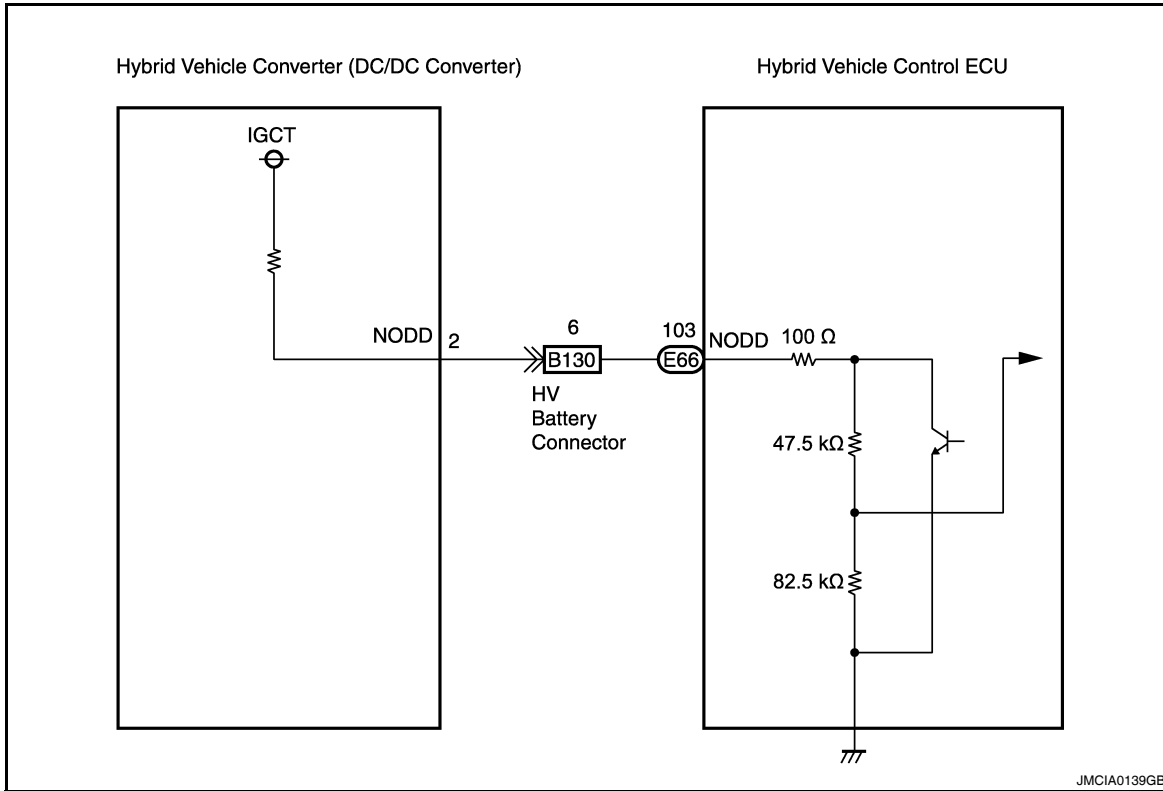 Hybrid Vehicle Converter (DC/DC Converter)
Hybrid Vehicle Control ECU
IGCT
NODD
2
6
B130
HV
Battery
Connector
103
E66
NODD
100 Ω
47.5 kΩ
82.5 kΩ
JMCIA0139GB